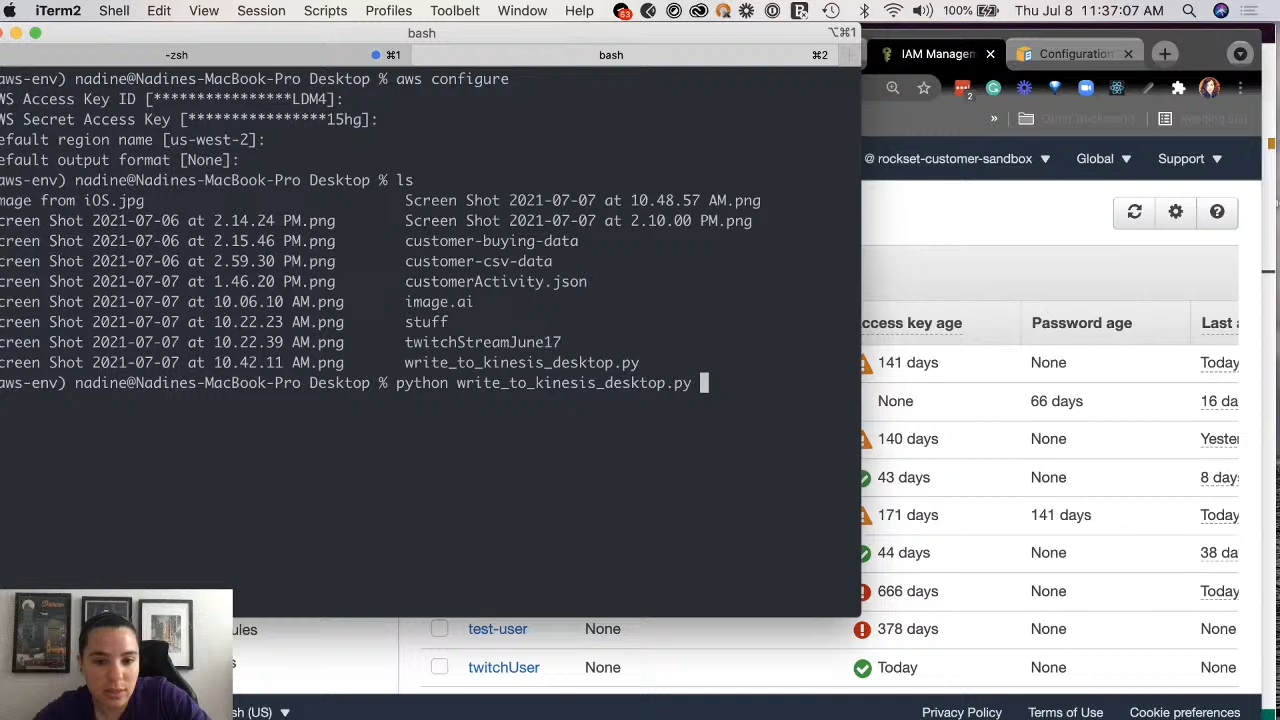 iTerm2 Shell Edit View Session Scripts Profiles Toolbelt Window Help 63 100% Thu Jul 8 11:37:07 AM
bash ⌥⌘1
-zsh ⌘1 bash ⌘2
IAM Managem Configuration
2
» Other Bookmarks Reading List
@ rockset-customer-sandbox Global Support
aws-env) nadine@Nadines-MacBook-Pro Desktop % aws configure
WS Access Key ID [****************LDM4]:
WS Secret Access Key [****************15hg]:
efault region name [us-west-2]:
efault output format [None]:
aws-env) nadine@Nadines-MacBook-Pro Desktop % ls
mage from iOS.jpg Screen Shot 2021-07-07 at 10.48.57 AM.png
creen Shot 2021-07-06 at 2.14.24 PM.png Screen Shot 2021-07-07 at 2.10.00 PM.png
creen Shot 2021-07-06 at 2.15.46 PM.png customer-buying-data
creen Shot 2021-07-06 at 2.59.30 PM.png customer-csv-data
creen Shot 2021-07-07 at 1.46.20 PM.png customerActivity.json
creen Shot 2021-07-07 at 10.06.10 AM.png image.ai
creen Shot 2021-07-07 at 10.22.23 AM.png stuff
creen Shot 2021-07-07 at 10.22.39 AM.png twitchStreamJune17
creen Shot 2021-07-07 at 10.42.11 AM.png write_to_kinesis_desktop.py
aws-env) nadine@Nadines-MacBook-Pro Desktop % python write_to_kinesis_desktop.py
ccess key age Password age Last a
141 days None Today
None 66 days 16 da
140 days None Yester
43 days None 8 days
171 days 141 days Today
44 days None 38 da
666 days None Today
test-user None 378 days None None
twitchUser None Today None None
ules
s
sh (US) Privacy Policy Terms of Use Cookie preferences